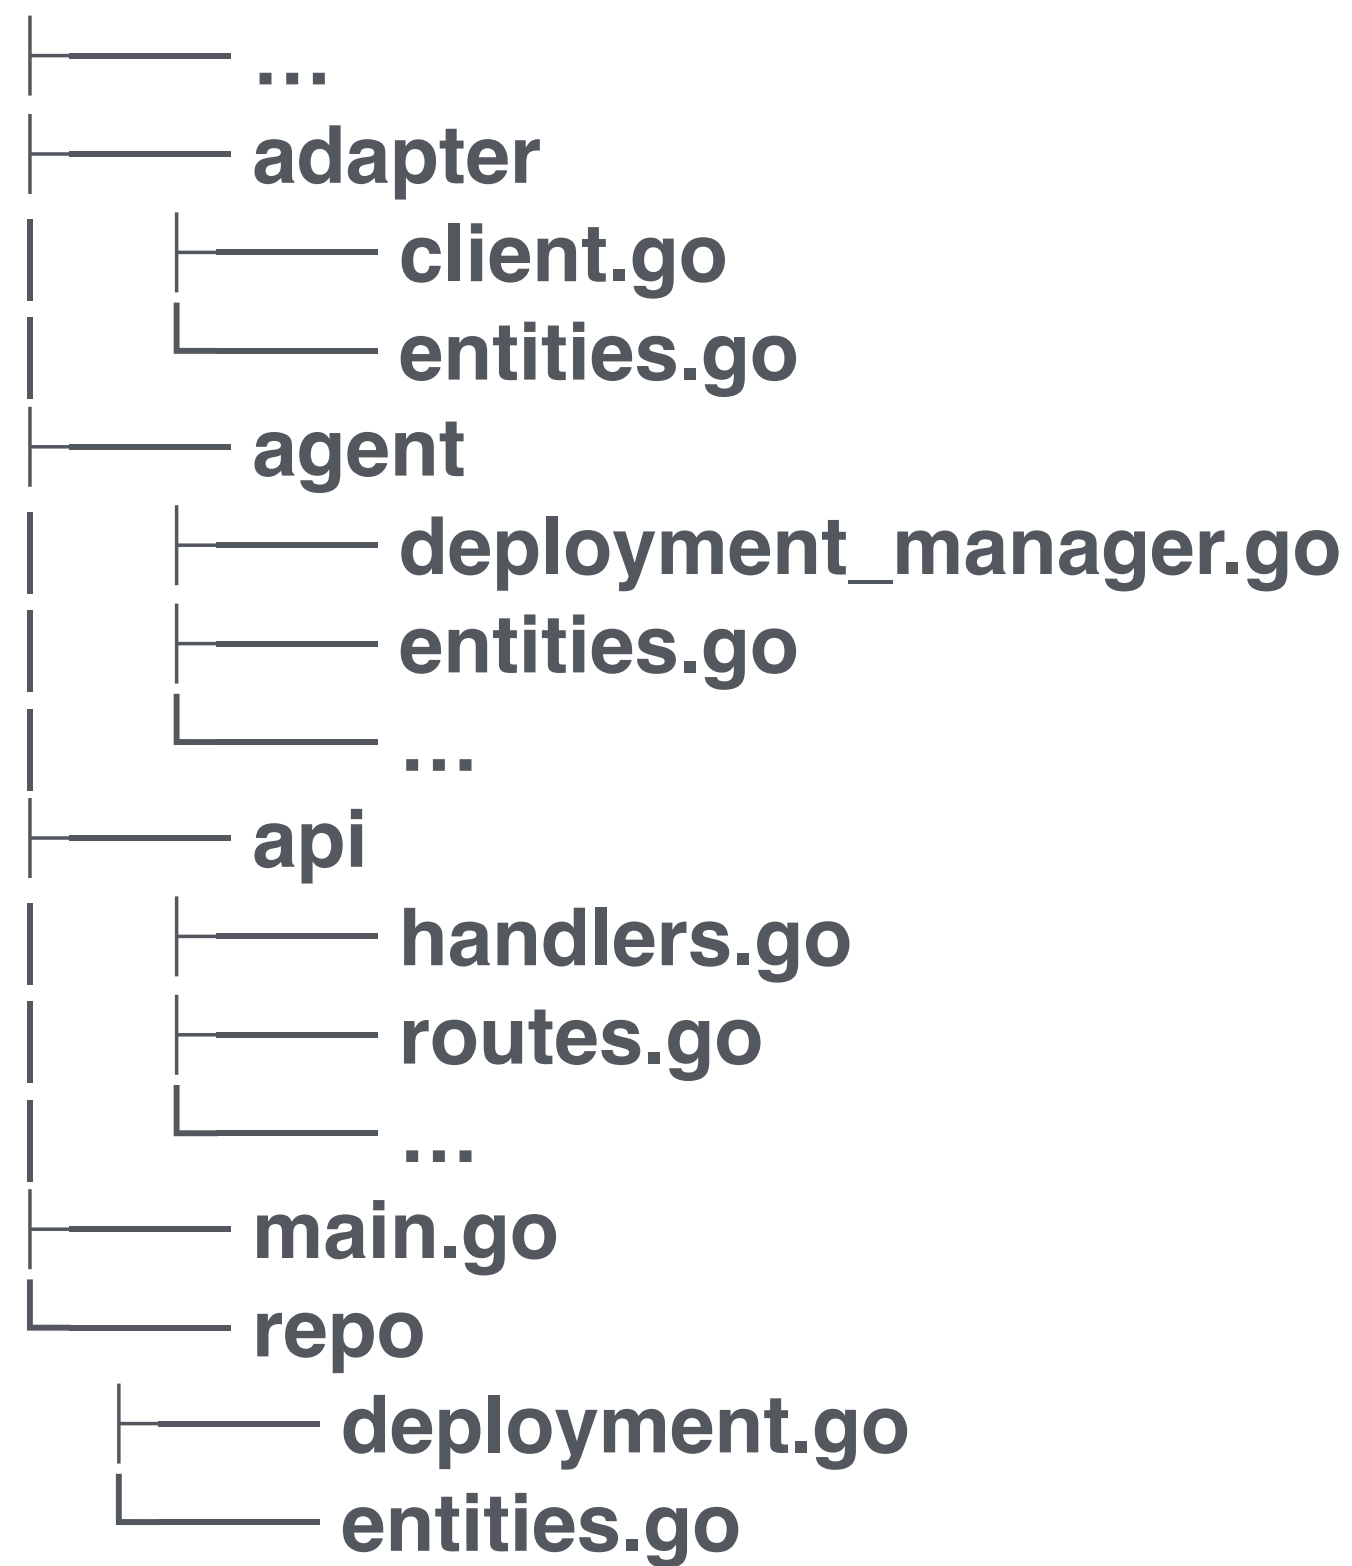 ├── …
├── adapter
│   ├── client.go
│   └── entities.go
├── agent
│   ├── deployment_manager.go
│   ├── entities.go
│   └── …
├── api
│   ├── handlers.go
│   ├── routes.go
│   └── …
├── main.go
└── repo
    ├── deployment.go
    └── entities.go